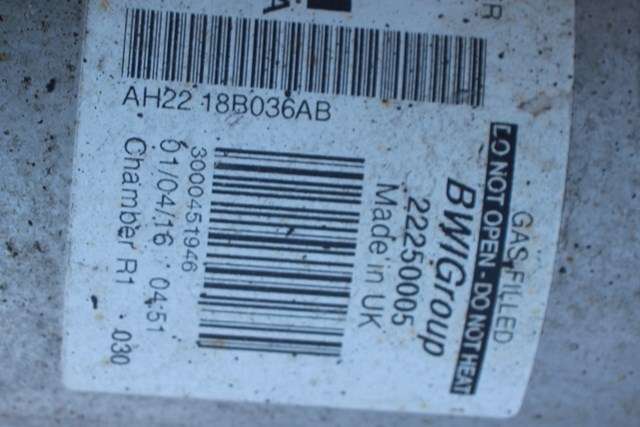 AH22 18B036AB
GAS FILLED
DO NOT OPEN - DO NOT HEAT
BWIGroup
22250005
Made in UK
3000451946
01/04/16 04:51
Chamber R1 030